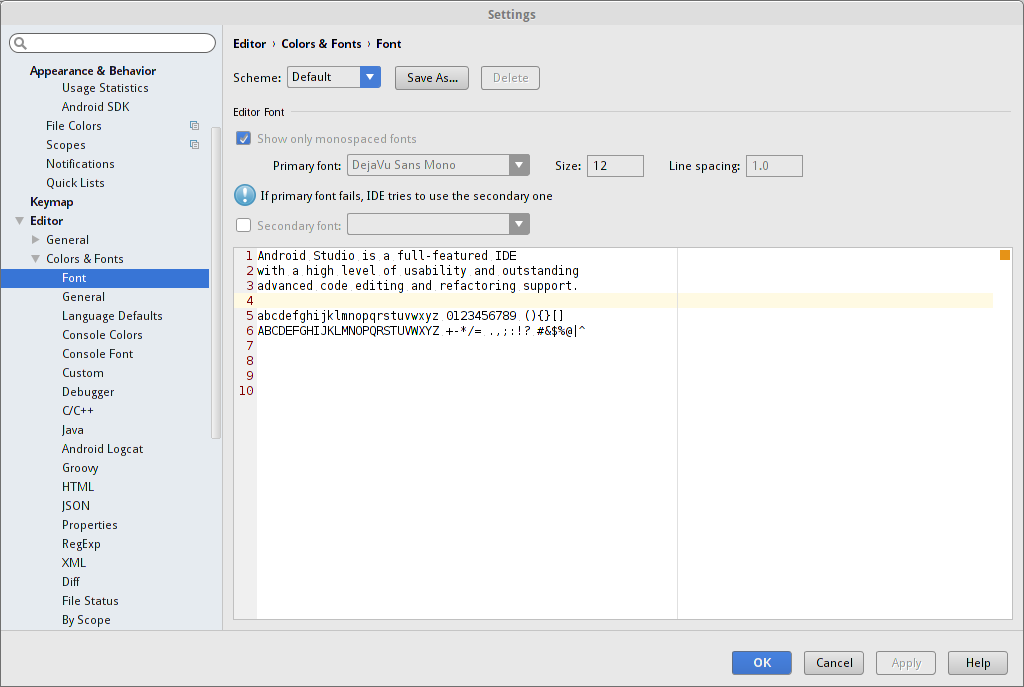 Settings
Appearance & Behavior
Usage Statistics
Android SDK
File Colors
Scopes
Notifications
Quick Lists
Keymap
Editor
General
Colors & Fonts
Font
General
Language Defaults
Console Colors
Console Font
Custom
Debugger
C/C++
Java
Android Logcat
Groovy
HTML
JSON
Properties
RegExp
XML
Diff
File Status
By Scope
Editor › Colors & Fonts › Font
Scheme: Default Save As... Delete
Editor Font
Show only monospaced fonts
Primary font: DejaVu Sans Mono Size: 12 Line spacing: 1.0
If primary font fails, IDE tries to use the secondary one
Secondary font:
1 Android Studio is a full-featured IDE
2 with a high level of usability and outstanding
3 advanced code editing and refactoring support.
4
5 abcdefghijklmnopqrstuvwxyz 0123456789 (){}[]
6 ABCDEFGHIJKLMNOPQRSTUVWXYZ +-*/= .,;:!? #&$%@|^
7
8
9
10
OK Cancel Apply Help